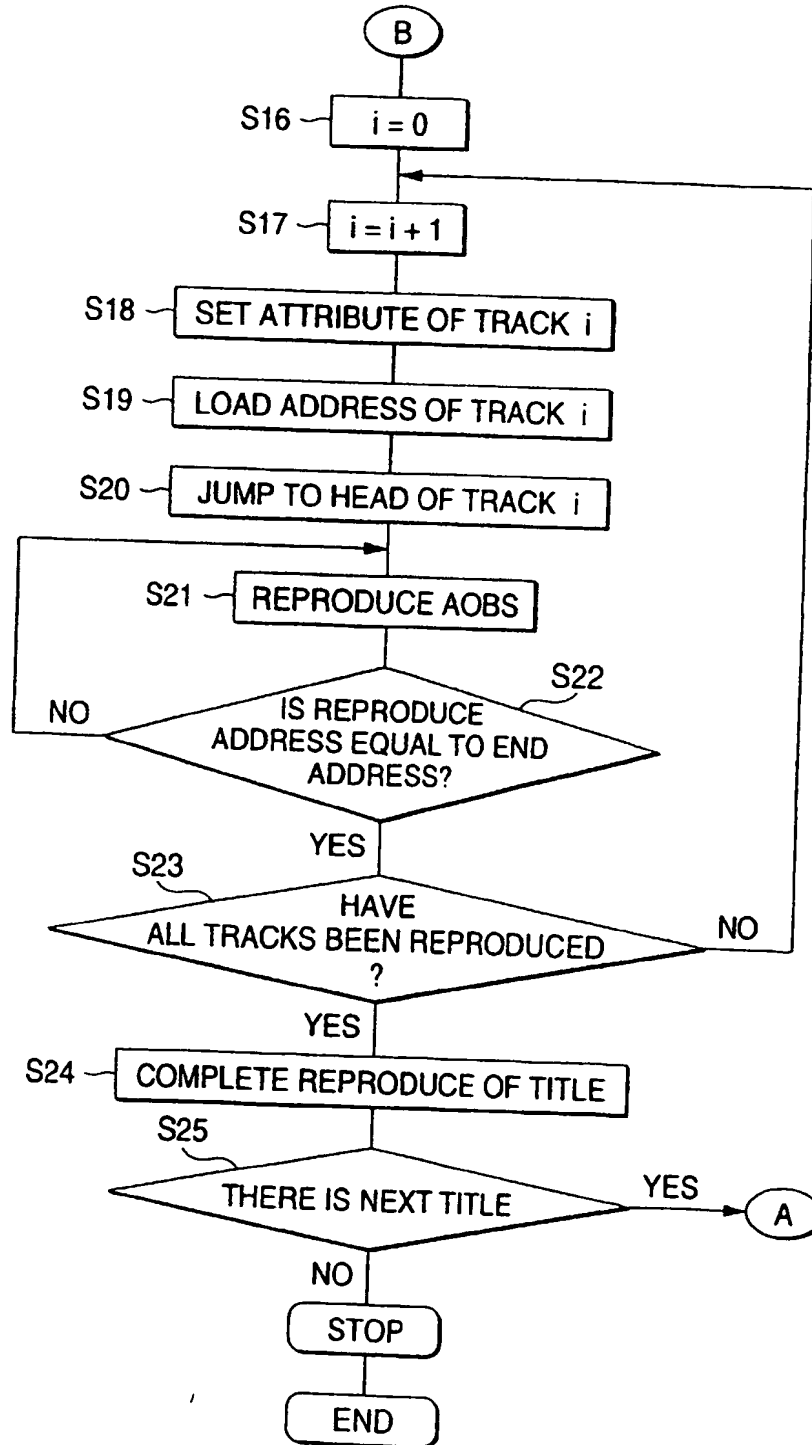 B
S16
i = 0
S17
i = i + 1
S18
SET ATTRIBUTE OF TRACK i
S19
LOAD ADDRESS OF TRACK i
S20
JUMP TO HEAD OF TRACK i
S21
REPRODUCE AOBS
S22
NO
IS REPRODUCE
ADDRESS EQUAL TO END
ADDRESS?
YES
S23
HAVE
ALL TRACKS BEEN REPRODUCED
?
NO
YES
S24
COMPLETE REPRODUCE OF TITLE
S25
THERE IS NEXT TITLE
YES
A
NO
STOP
END